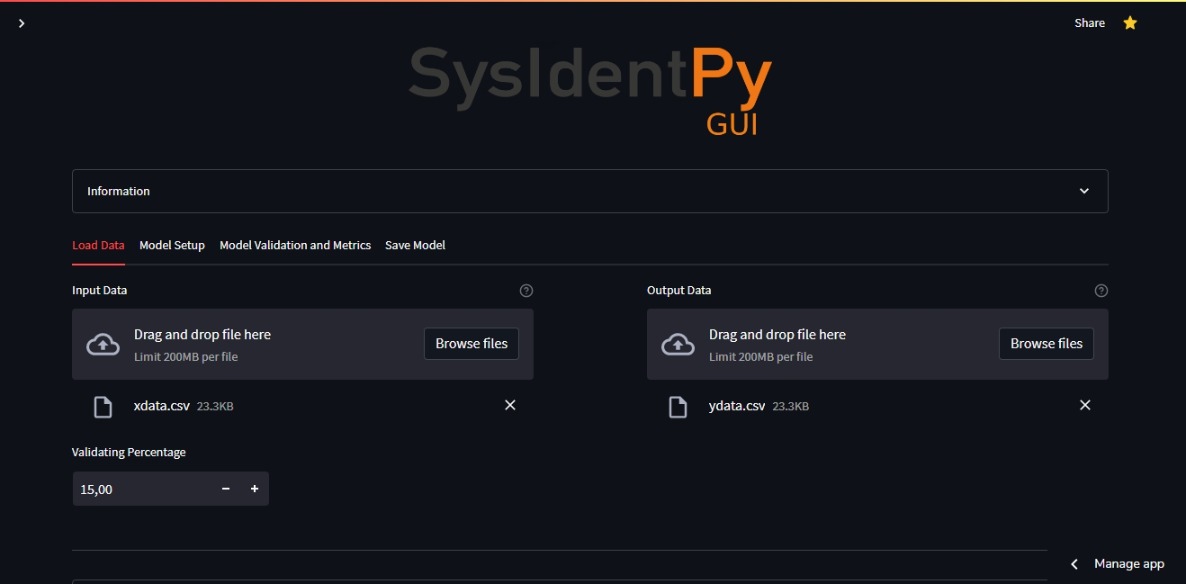 Share
SysIdentPy
GUI
Information
Load Data Model Setup Model Validation and Metrics Save Model
Input Data
Output Data
Drag and drop file here
Limit 200MB per file
Browse files
Drag and drop file here
Limit 200MB per file
Browse files
xdata.csv 23.3KB
ydata.csv 23.3KB
Validating Percentage
15,00
Manage app